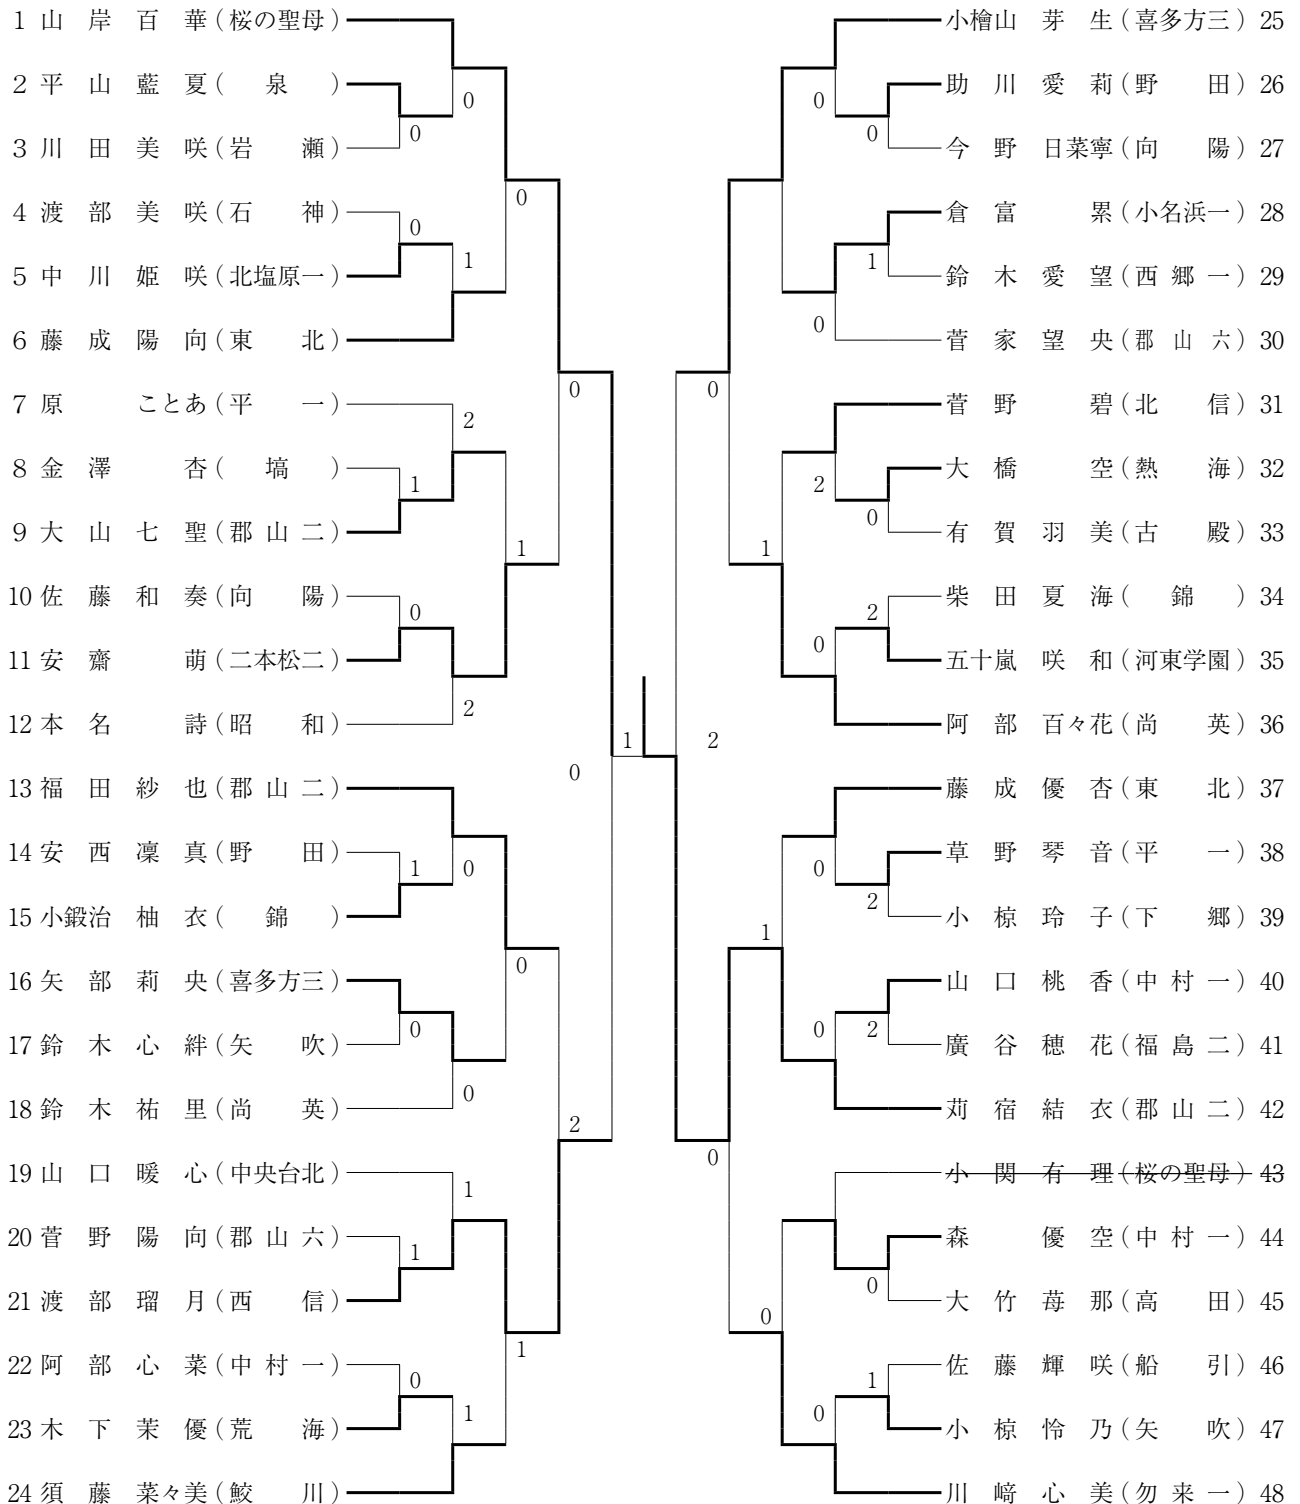 1 山岸百華(桜の聖母)
2 平山藍夏(泉)
3 川田美咲(岩瀬)
4 渡部美咲(石神)
5 中川姫咲(北塩原一)
6 藤成陽向(東北)
7 原ことあ(平一)
8 金澤杏(塙)
9 大山七聖(郡山二)
10 佐藤和奏(向陽)
11 安齋萌(二本松二)
12 本名詩(昭和)
13 福田紗也(郡山二)
14 安西凜真(野田)
15 小鍛治柚衣(錦)
16 矢部莉央(喜多方三)
17 鈴木心絆(矢吹)
18 鈴木祐里(尚英)
19 山口暖心(中央台北)
20 菅野陽向(郡山六)
21 渡部瑠月(西信)
22 阿部心菜(中村一)
23 木下茉優(荒海)
24 須藤菜々美(鮫川)
0
0
0
1
0
0
2
1
1
0
2
0
1
0
0
0
0
2
1
1
1
0
1
1
2
0
0
0
1
0
0
2
0
1
2
0
0
2
1
0
2
0
0
0
1
0
小檜山芽生(喜多方三) 25
助川愛莉(野田) 26
今野日菜寧(向陽) 27
倉富累(小名浜一) 28
鈴木愛望(西郷一) 29
菅家望央(郡山六) 30
菅野碧(北信) 31
大橋空(熱海) 32
有賀羽美(古殿) 33
柴田夏海(錦) 34
五十嵐咲和(河東学園) 35
阿部百々花(尚英) 36
藤成優杏(東北) 37
草野琴音(平一) 38
小椋玲子(下郷) 39
山口桃香(中村一) 40
廣谷穂花(福島二) 41
苅宿結衣(郡山二) 42
小関有理(桜の聖母) 43
森優空(中村一) 44
大竹苺那(高田) 45
佐藤輝咲(船引) 46
小椋怜乃(矢吹) 47
川﨑心美(勿来一) 48